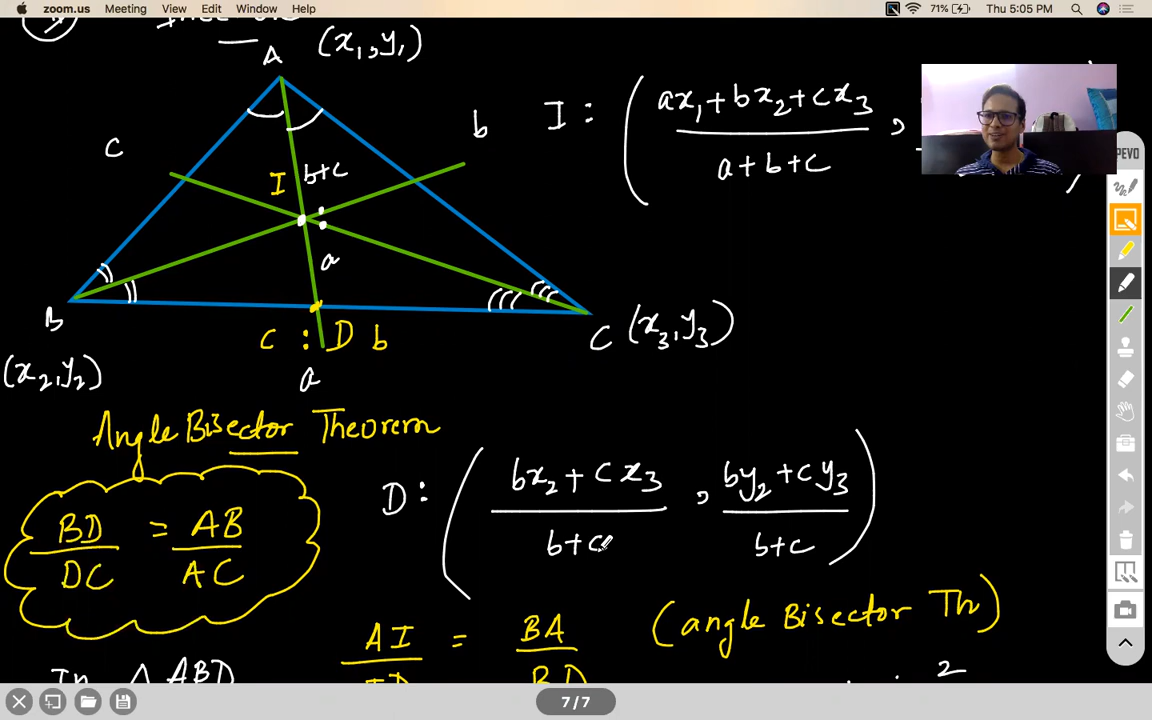 zoom.us Meeting View Edit Window Help 71% Thu 5:05 PM
A (x₁,y₁)
I : ( ax₁+bx₂+cx₃ / a+b+c ,
c
b
I
b+c
a
B
c : D b
C (x₃,y₃)
(x₂,y₂)
a
Angle Bisector Theorem
BD / DC = AB / AC
D : ( bx₂+cx₃ / b+c , by₂+cy₃ / b+c )
AI / ID = BA / BD (angle Bisector Th)
In △ ABD
2
7/7